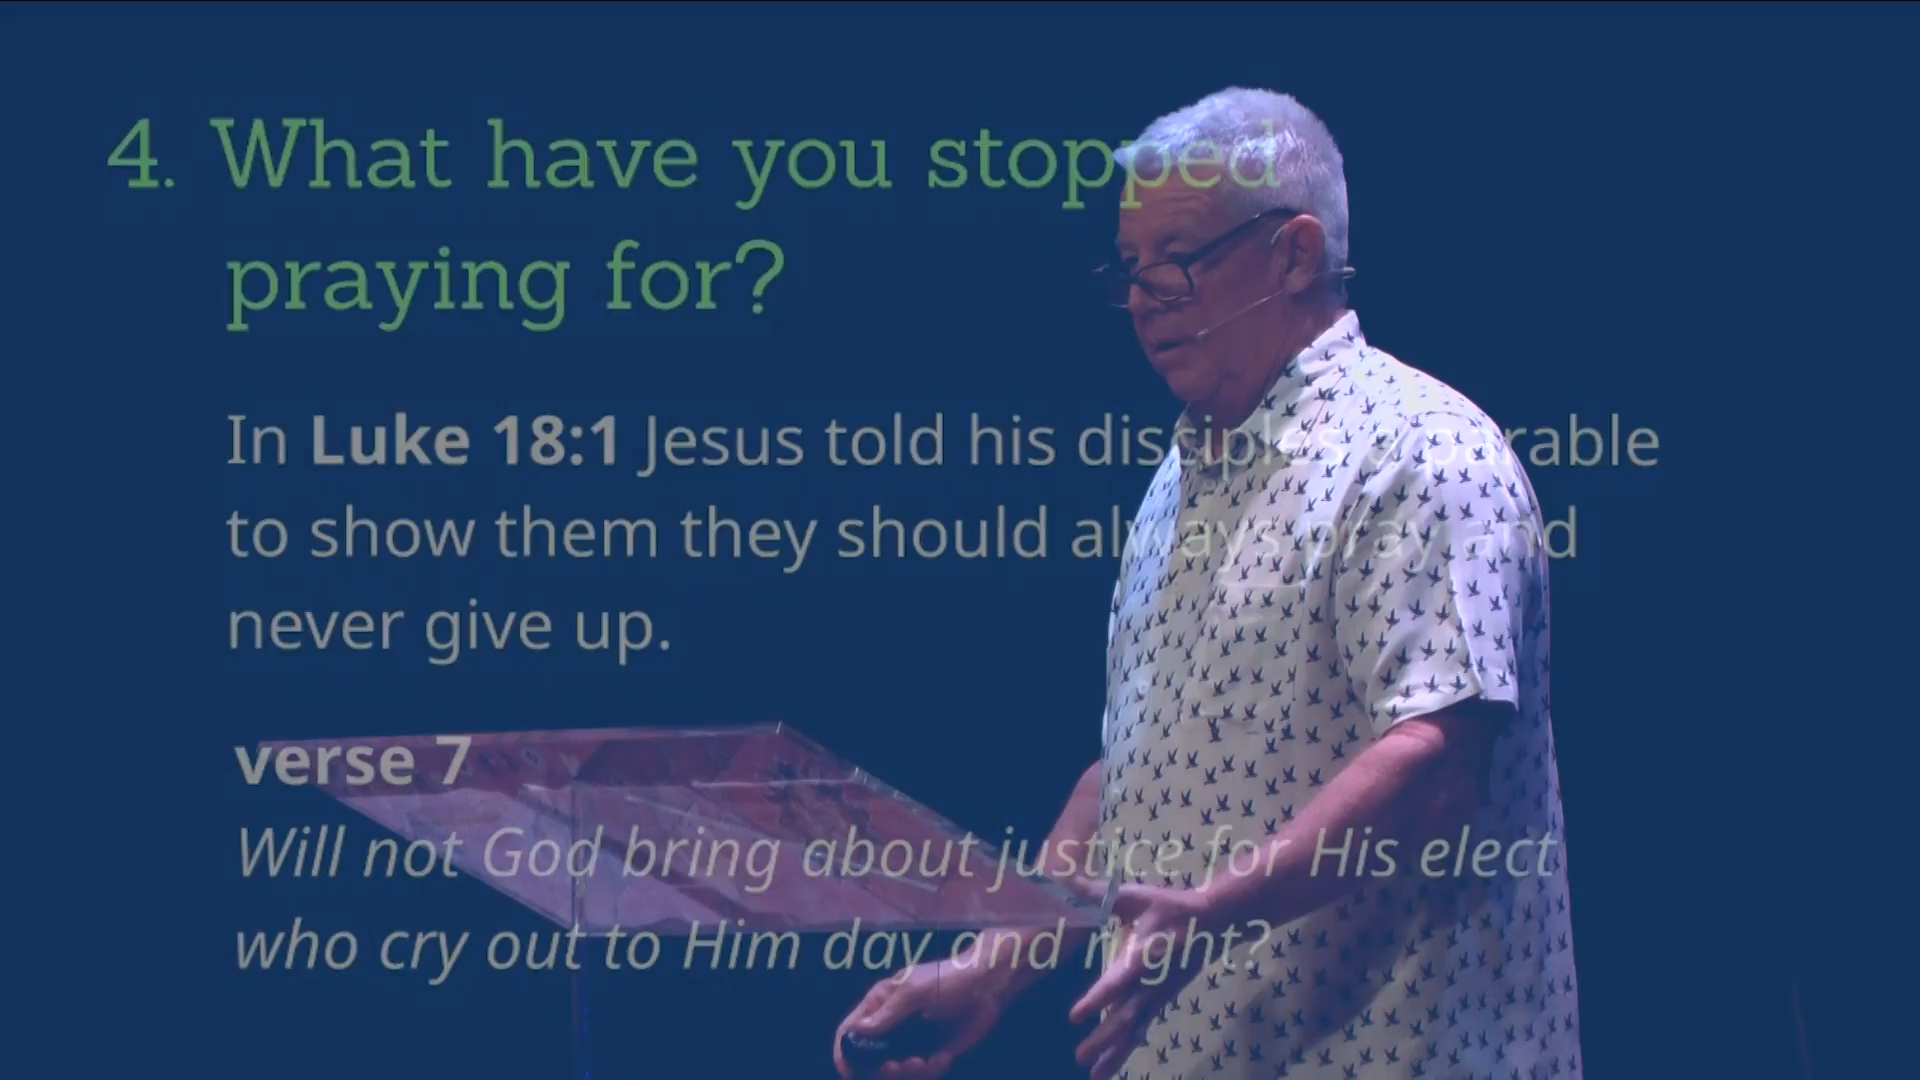 4. What have you stopped
praying for?
In Luke 18:1 Jesus told his disciples a parable
to show them they should always pray and
never give up.
verse 7
Will not God bring about justice for His elect
who cry out to Him day and night?